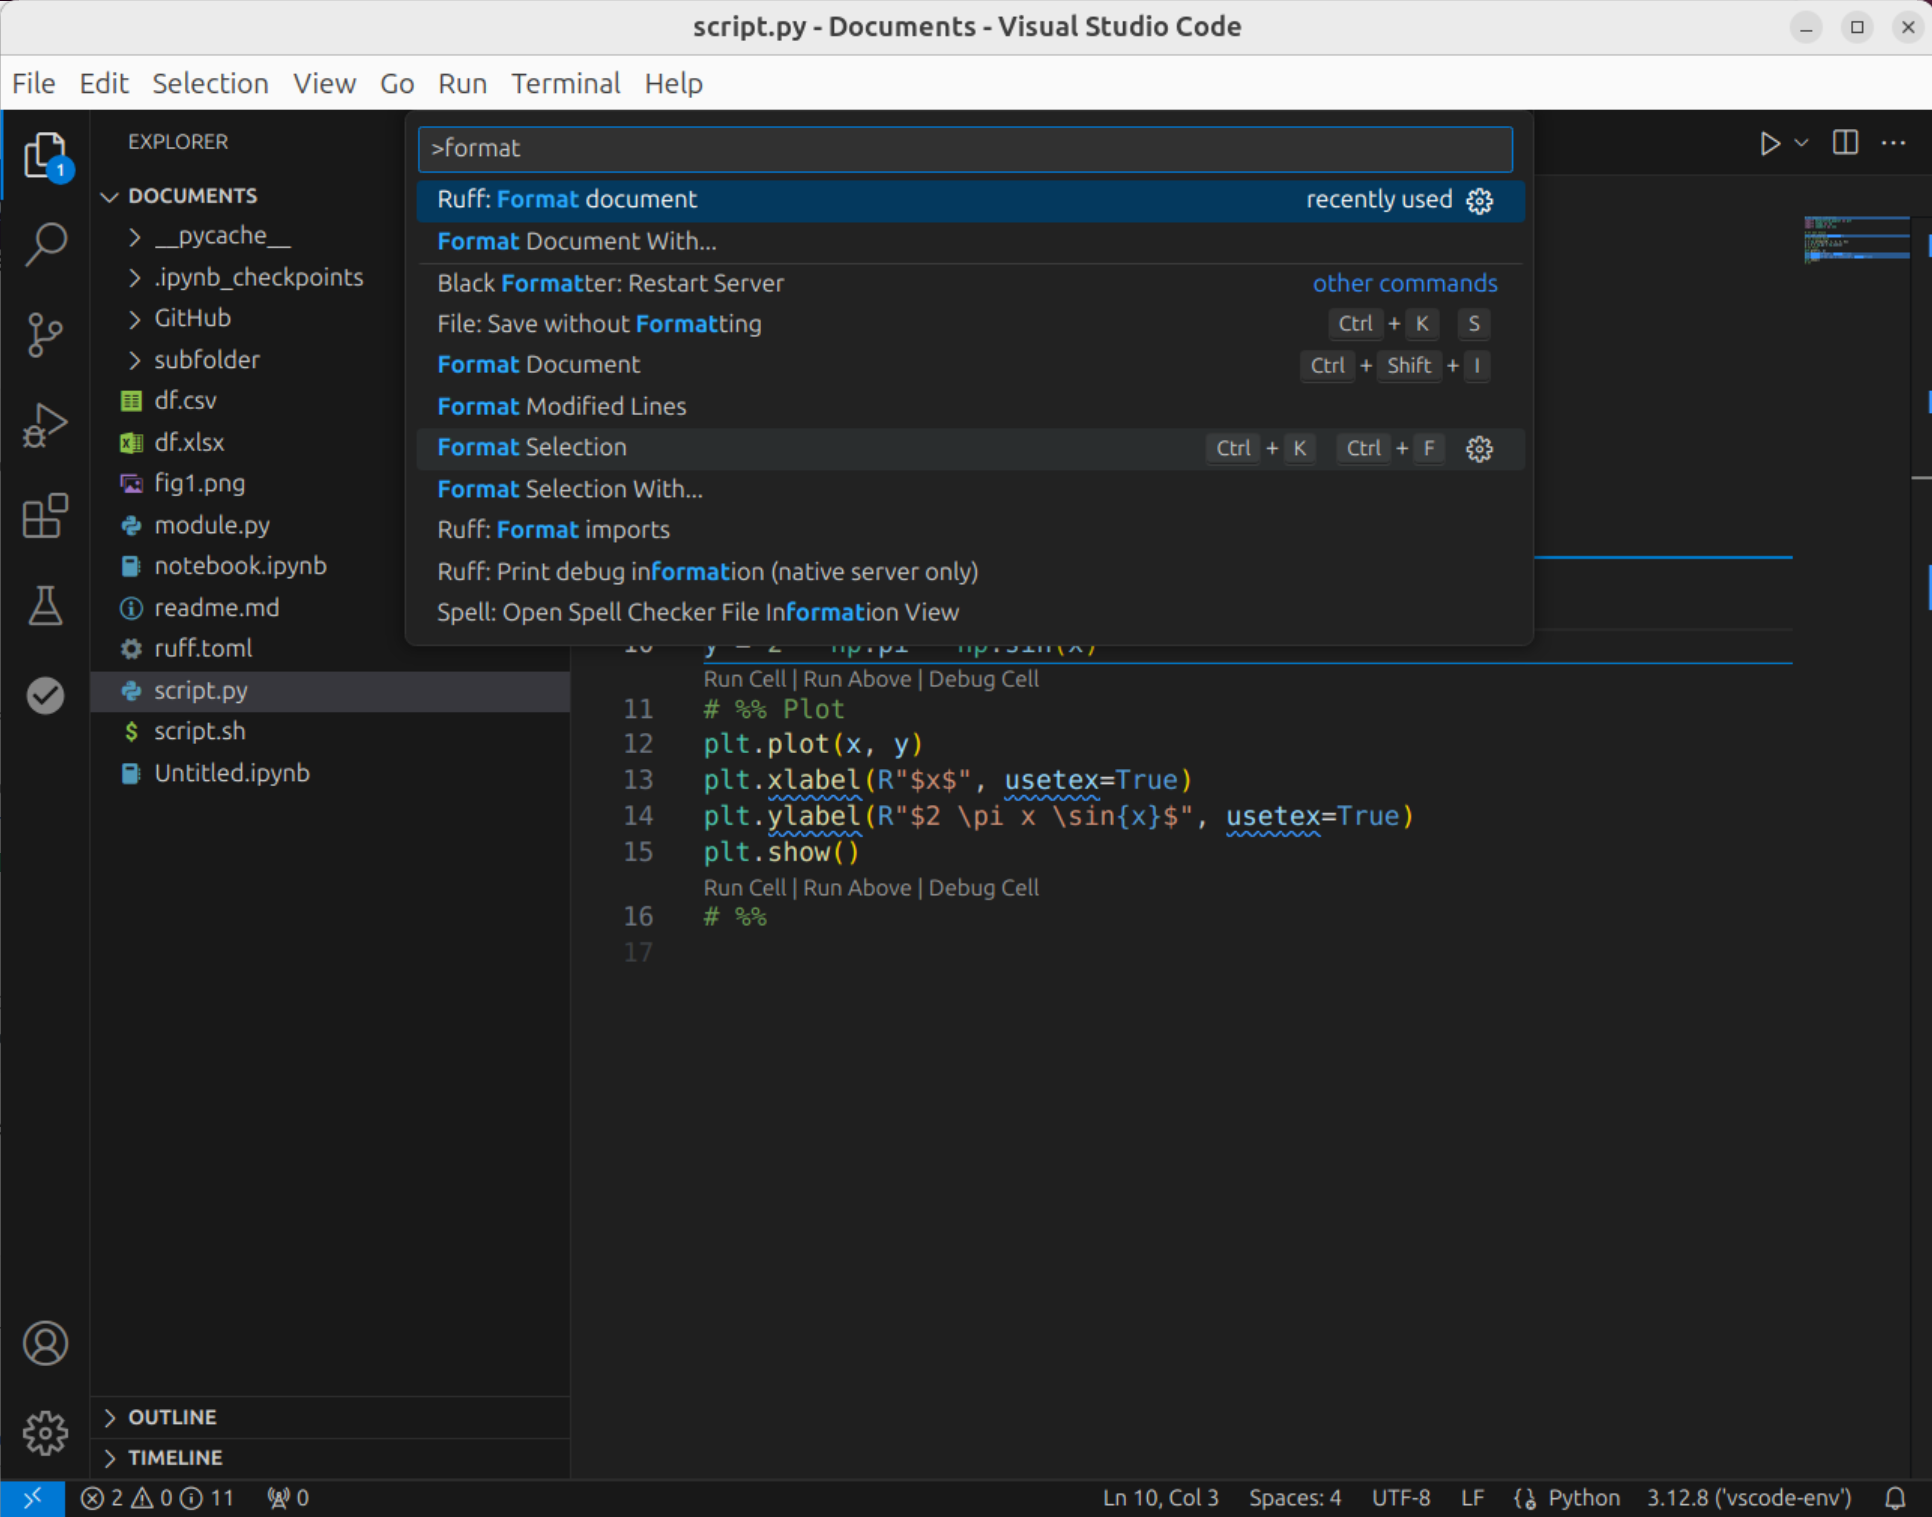 script.py - Documents - Visual Studio Code
File Edit Selection View Go Run Terminal Help
EXPLORER
1
DOCUMENTS
__pycache__
.ipynb_checkpoints
GitHub
subfolder
df.csv
df.xlsx
fig1.png
module.py
notebook.ipynb
readme.md
ruff.toml
script.py
script.sh
Untitled.ipynb
OUTLINE
TIMELINE
>format
Ruff: Format document recently used
Format Document With...
Black Formatter: Restart Server other commands
File: Save without Formatting Ctrl + K S
Format Document Ctrl + Shift + I
Format Modified Lines
Format Selection Ctrl + K Ctrl + F
Format Selection With...
Ruff: Format imports
Ruff: Print debug information (native server only)
Spell: Open Spell Checker File Information View
Run Cell | Run Above | Debug Cell
11 # %% Plot
12 plt.plot(x, y)
13 plt.xlabel(R"$x$", usetex=True)
14 plt.ylabel(R"$2 \pi x \sin{x}$", usetex=True)
15 plt.show()
Run Cell | Run Above | Debug Cell
16 # %%
17
2 0 11 0 Ln 10, Col 3 Spaces: 4 UTF-8 LF Python 3.12.8 ('vscode-env')